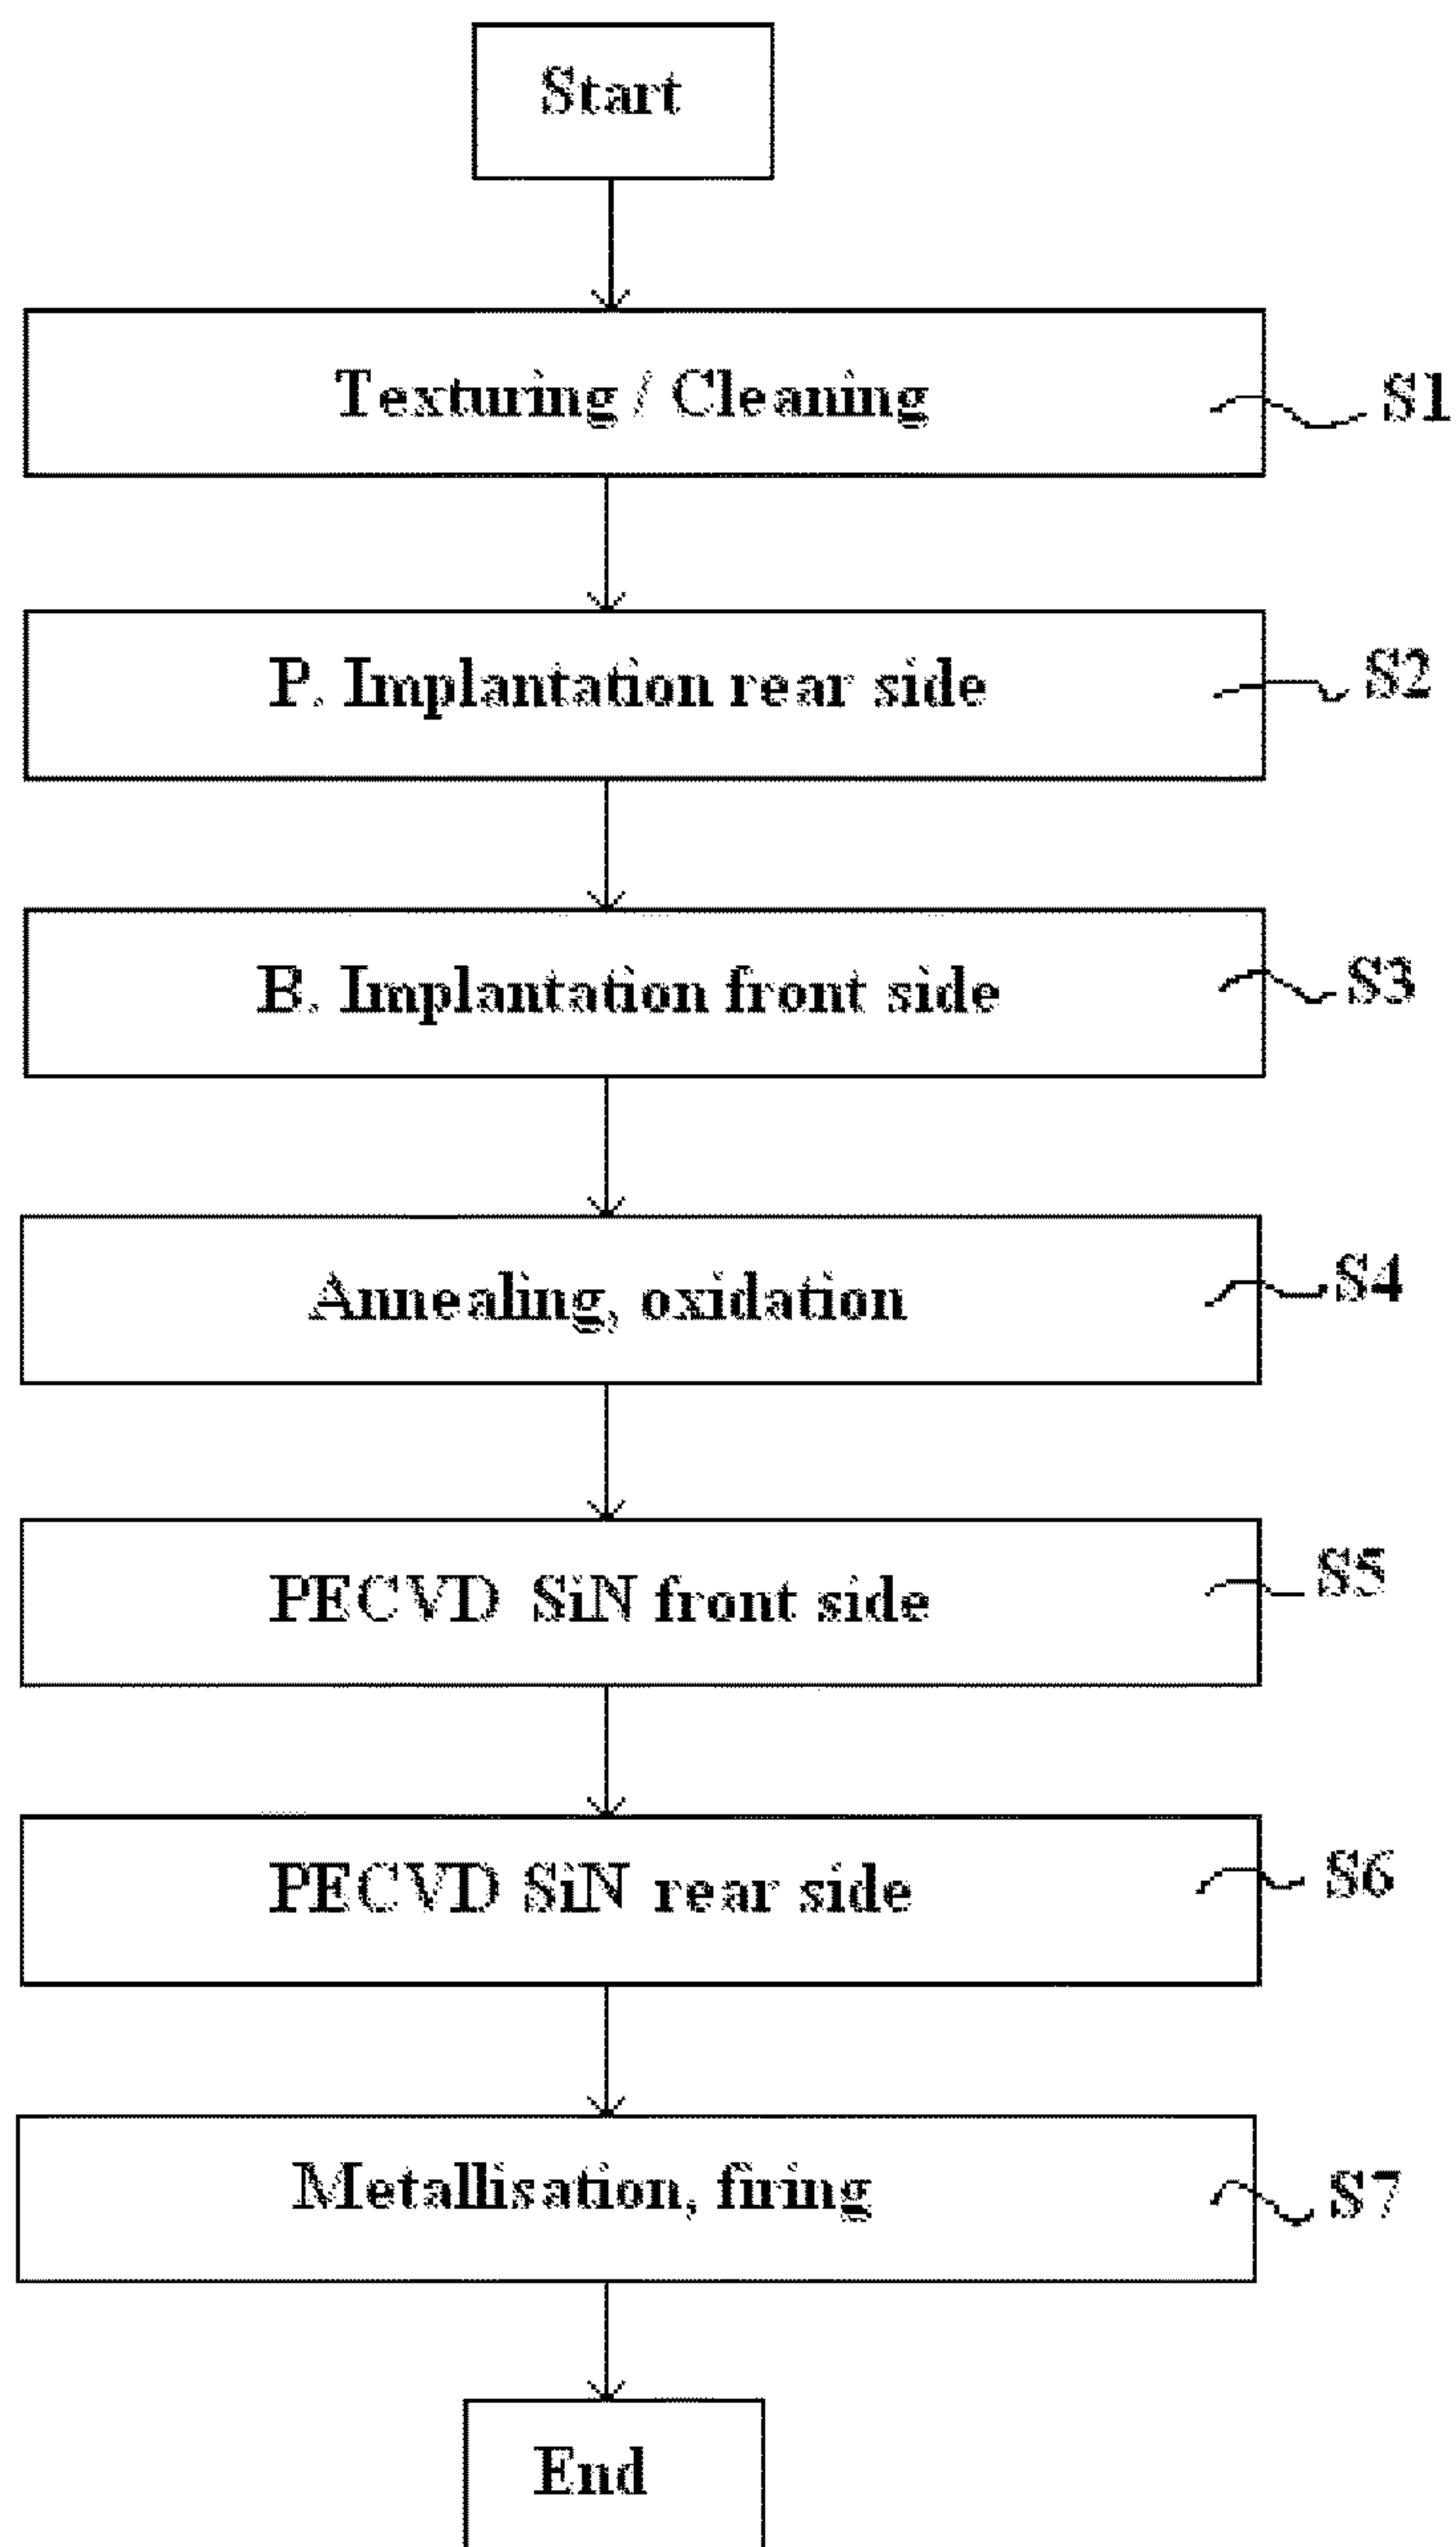 Start
Texturing / Cleaning
S1
P. Implantation rear side
S2
B. Implantation front side
S3
Annealing, oxidation
S4
PECVD SiN front side
S5
PECVD SiN rear side
S6
Metallisation, firing
S7
End